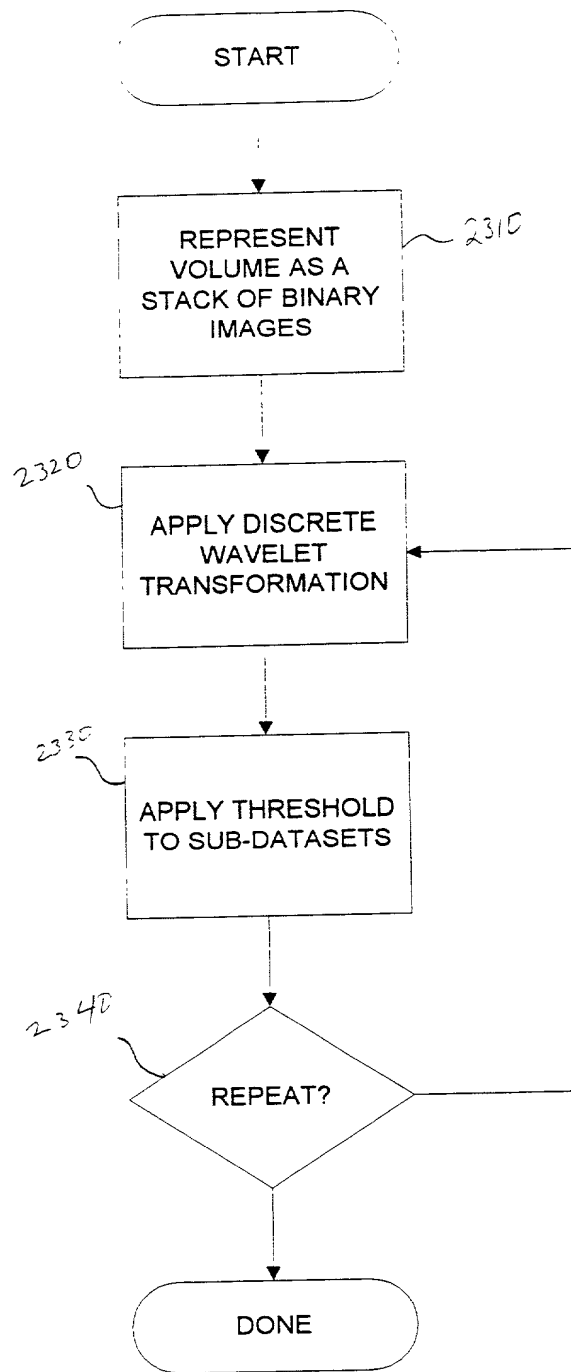 START
REPRESENT
VOLUME AS A
STACK OF BINARY
IMAGES
2310
2320
APPLY DISCRETE
WAVELET
TRANSFORMATION
2330
APPLY THRESHOLD
TO SUB-DATASETS
2340
REPEAT?
DONE